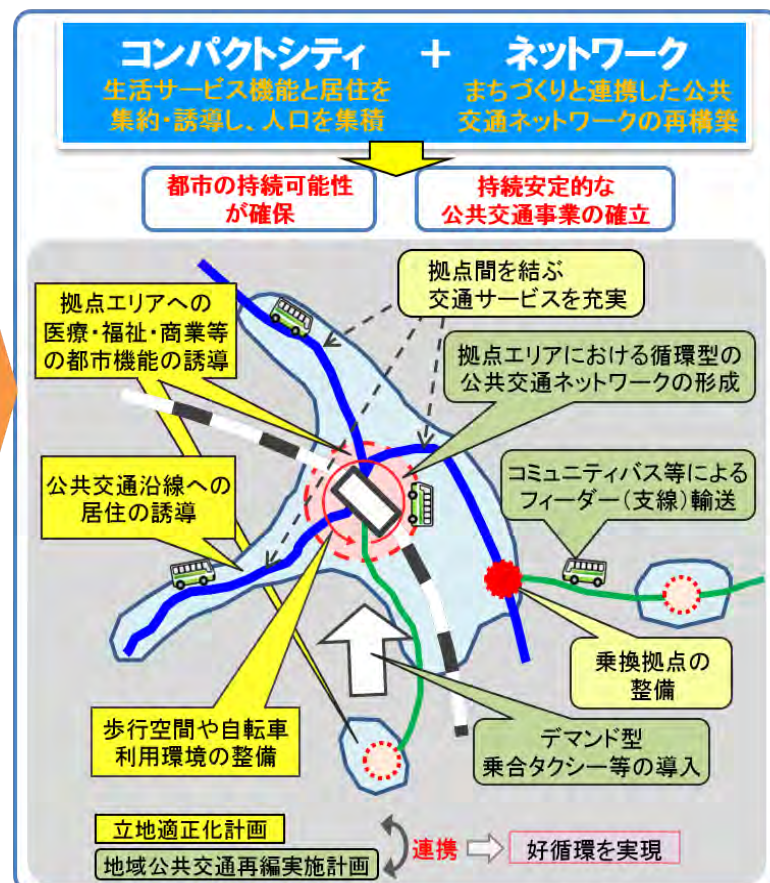 コンパクトシティ ＋ ネットワーク
生活サービス機能と居住を
集約・誘導し、人口を集積
まちづくりと連携した公共
交通ネットワークの再構築
都市の持続可能性
が確保
持続安定的な
公共交通事業の確立
拠点間を結ぶ
交通サービスを充実
拠点エリアへの
医療・福祉・商業等
の都市機能の誘導
拠点エリアにおける循環型の
公共交通ネットワークの形成
公共交通沿線への
居住の誘導
コミュニティバス等による
フィーダー（支線）輸送
乗換拠点の
整備
歩行空間や自転車
利用環境の整備
デマンド型
乗合タクシー等の導入
立地適正化計画
地域公共交通再編実施計画
連携
好循環を実現